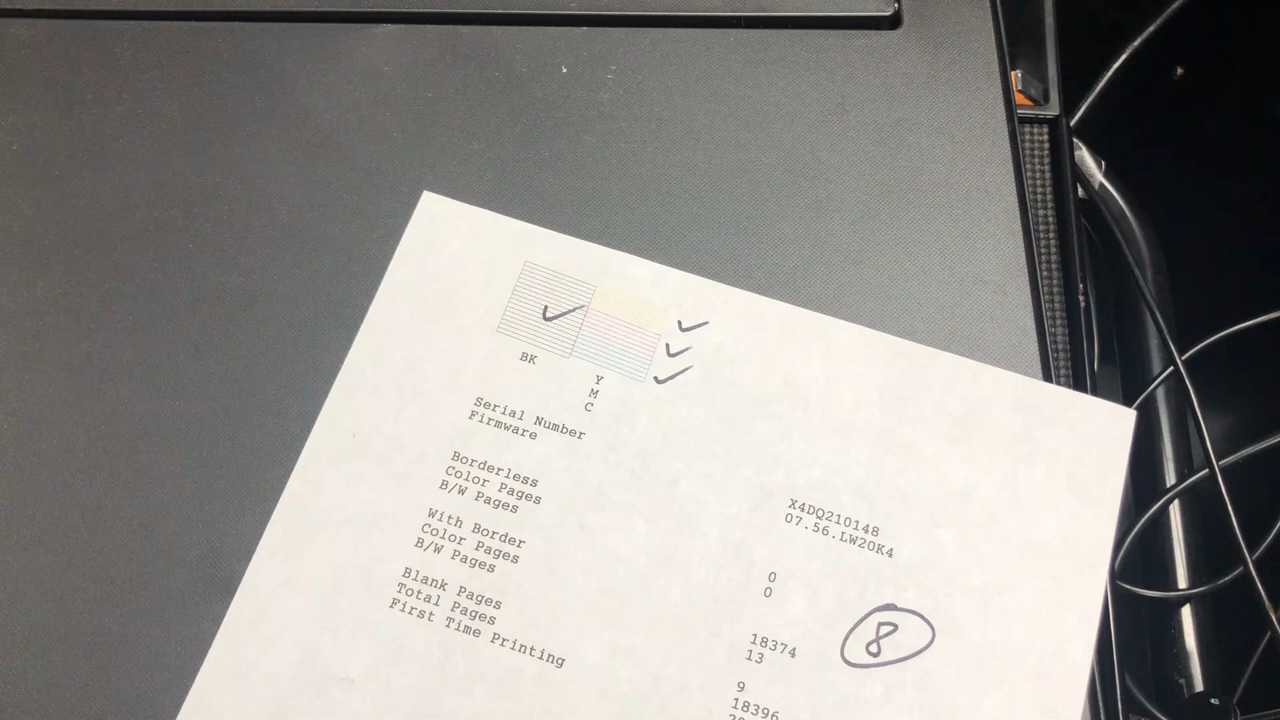 BK
Y
M
C
Serial Number X4DQ210148
Firmware 07.56.LW20K4
Borderless
Color Pages 0
B/W Pages 0
With Border
Color Pages 18374
B/W Pages 13
8
Blank Pages 9
Total Pages 18396
First Time Printing